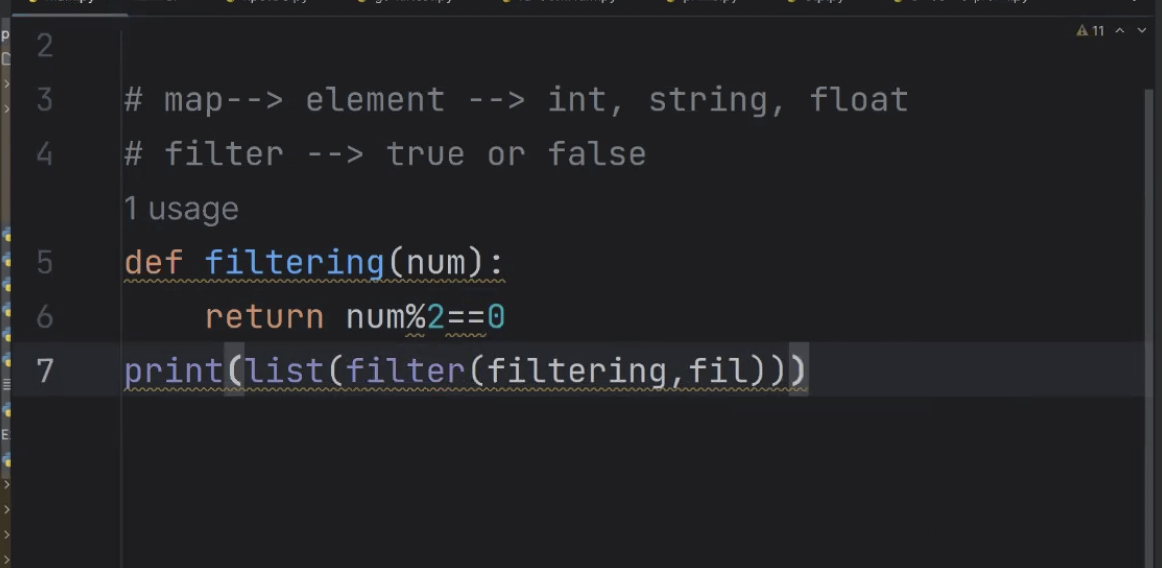 11
2
3 # map--> element --> int, string, float
4 # filter --> true or false
1 usage
5 def filtering(num):
6 return num%2==0
7 print(list(filter(filtering,fil)))